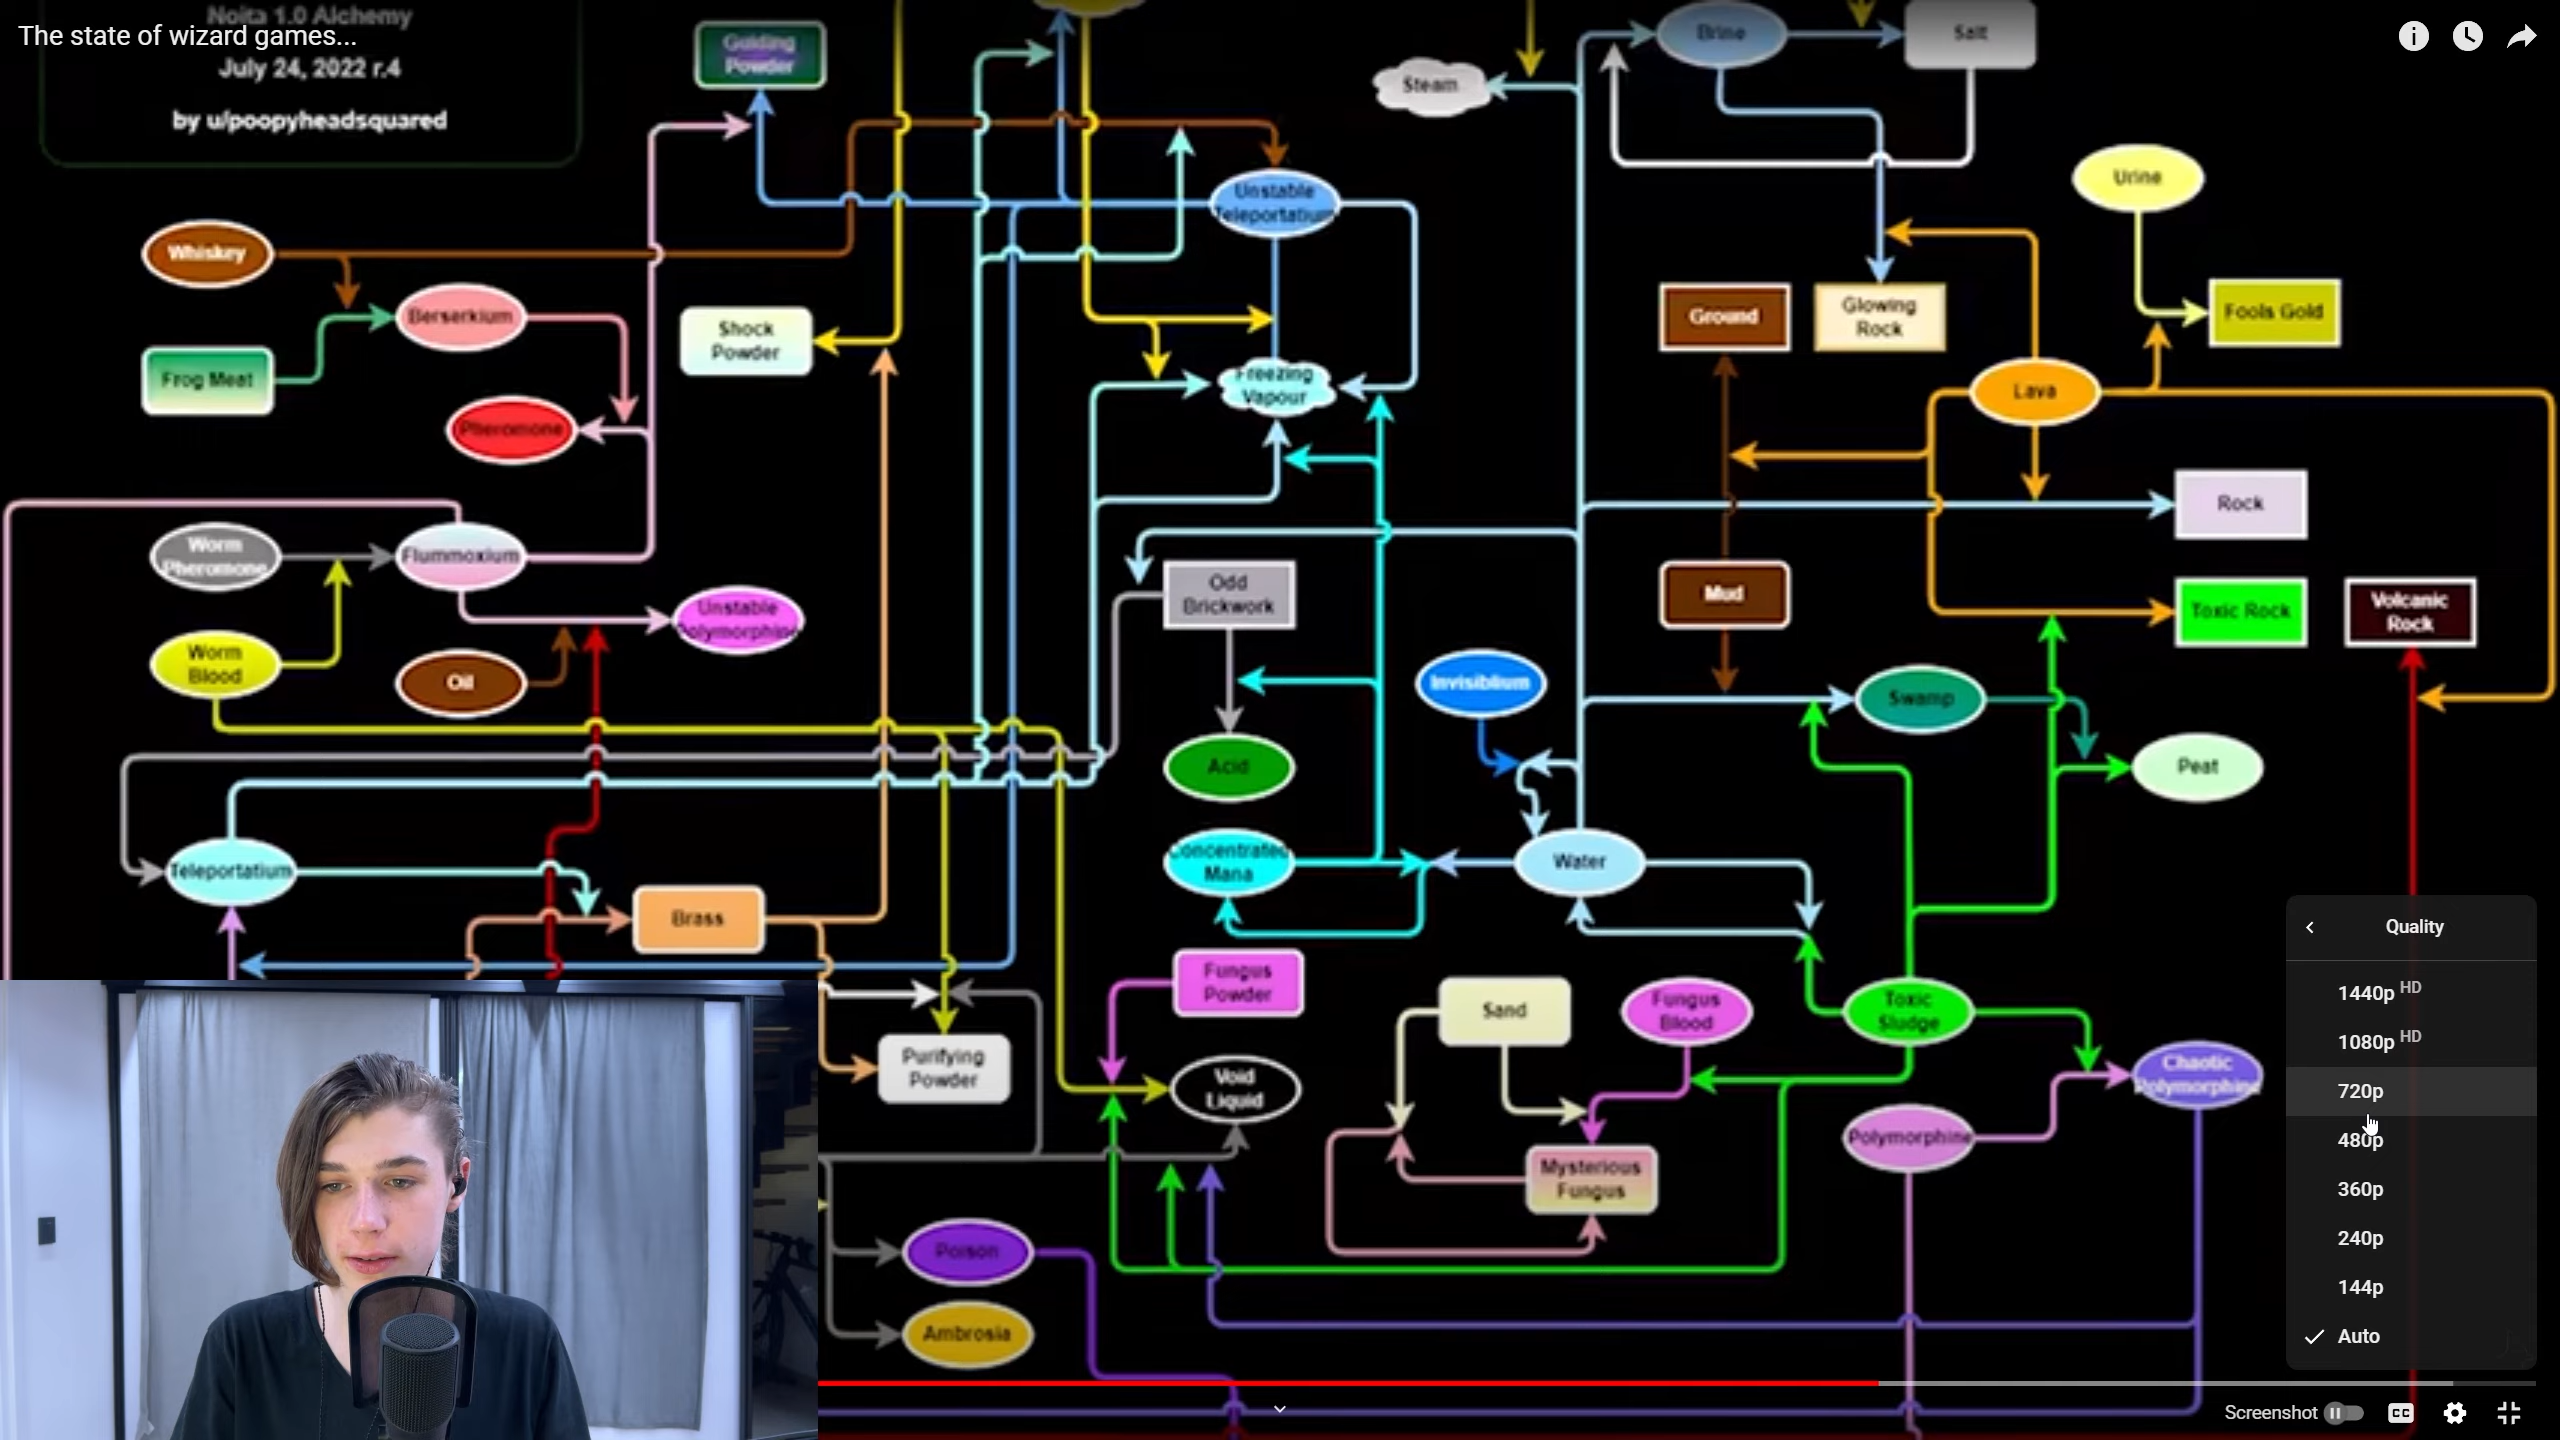 Noita 1.0 Alchemy
The state of wizard games...
July 24, 2022 r.4
by u/poopyheadsquared
Guiding
Powder
Steam
Brine
Salt
Urine
Unstable
Teleportatium
Whiskey
Berserkium
Frog Meat
Shock
Powder
Ground
Glowing
Rock
Fools Gold
Freezing
Vapour
Lava
Pheromone
Rock
Worm
Pheromone
Flummoxium
Unstable
Polymorphine
Odd
Brickwork
Mud
Toxic Rock
Volcanic
Rock
Worm
Blood
Oil
Invisiblium
Swamp
Acid
Peat
Teleportatium
Concentrated
Mana
Water
Brass
Fungus
Powder
Sand
Fungus
Blood
Toxic
Sludge
Purifying
Powder
Void
Liquid
Chaotic
Polymorphine
Polymorphine
Mysterious
Fungus
Poison
Ambrosia
Quality
1440p HD
1080p HD
720p
480p
360p
240p
144p
Auto
Screenshot
CC